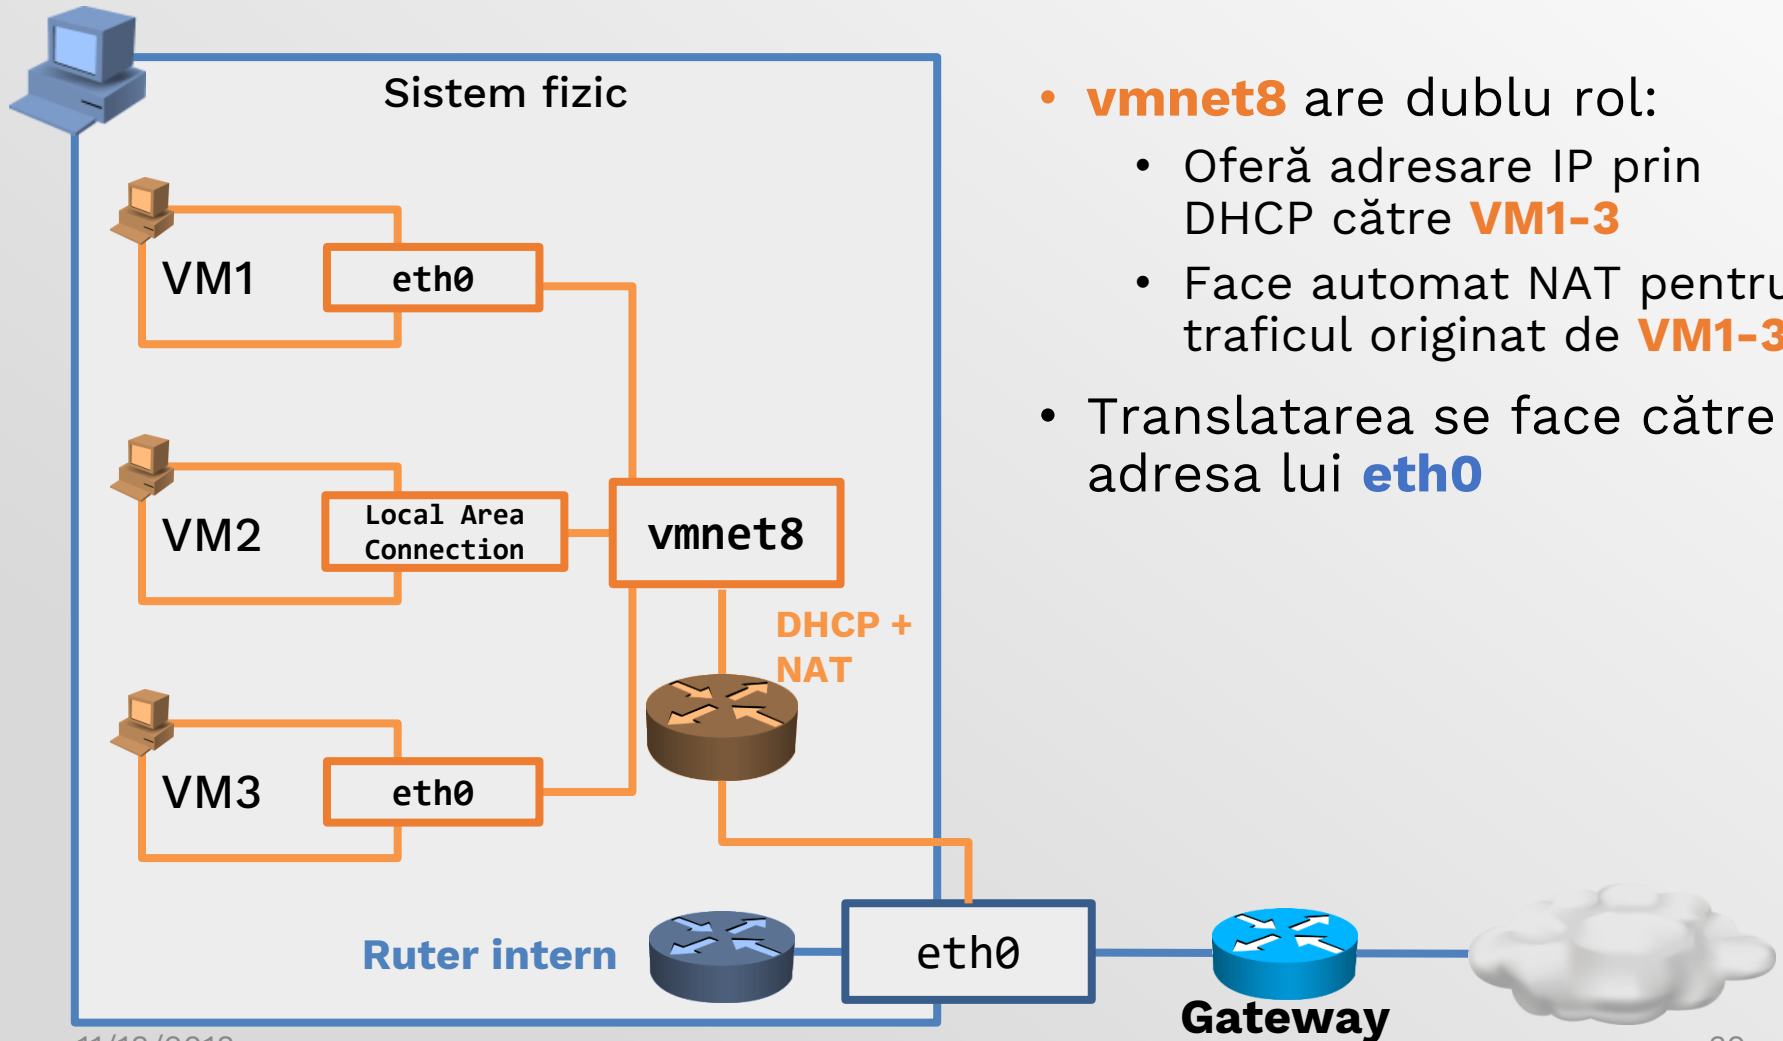 Sistem fizic
VM1
eth0
VM2
Local Area
Connection
vmnet8
DHCP +
NAT
VM3
eth0
Ruter intern
eth0
Gateway
• vmnet8 are dublu rol:
• Oferă adresare IP prin
DHCP către VM1-3
• Face automat NAT pentru
traficul originat de VM1-3
• Translatarea se face către
adresa lui eth0